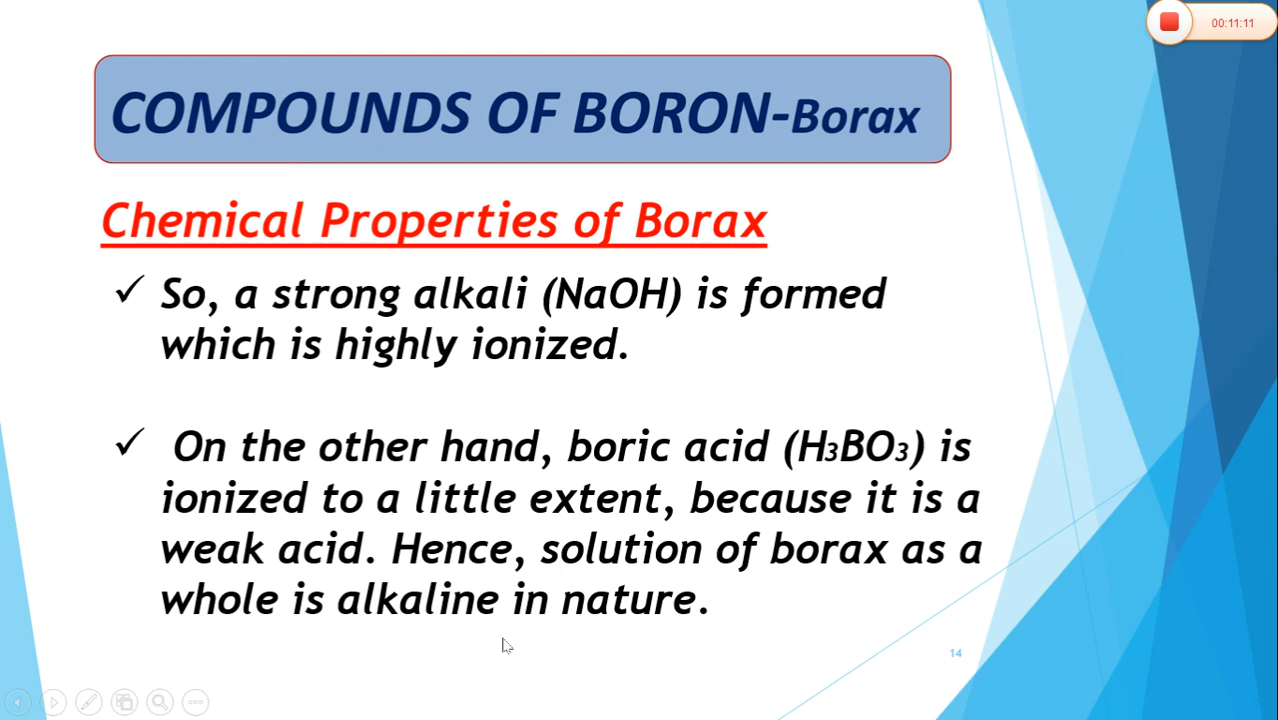 00:11:11
COMPOUNDS OF BORON-Borax
Chemical Properties of Borax
✓ So, a strong alkali (NaOH) is formed
which is highly ionized.
✓ On the other hand, boric acid (H₃BO₃) is
ionized to a little extent, because it is a
weak acid. Hence, solution of borax as a
whole is alkaline in nature.
14